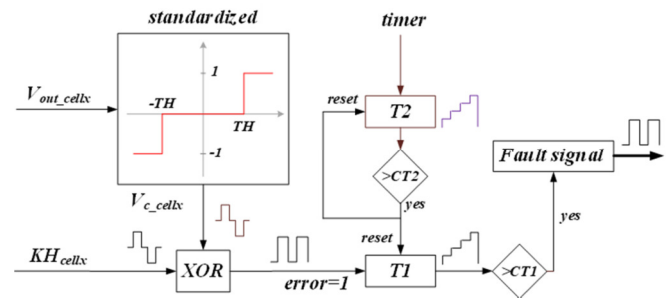 standardized
timer
1
V_out_cellx
-TH
TH
-1
reset
T2
>CT2
Fault signal
V_c_cellx
yes
reset
yes
KH_cellx
XOR
error=1
T1
>CT1